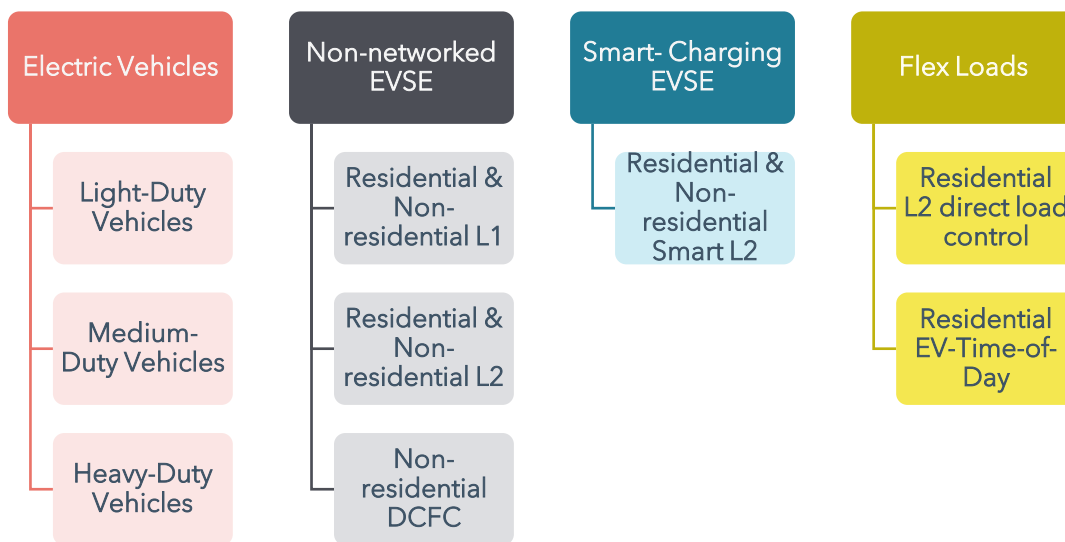 Electric Vehicles
Light-Duty
Vehicles
Medium-
Duty Vehicles
Heavy-Duty
Vehicles
Non-networked
EVSE
Residential &
Non-
residential L1
Residential &
Non-
residential L2
Non-
residential
DCFC
Smart- Charging
EVSE
Residential &
Non-
residential
Smart L2
Flex Loads
Residential
L2 direct load
control
Residential
EV-Time-of-
Day